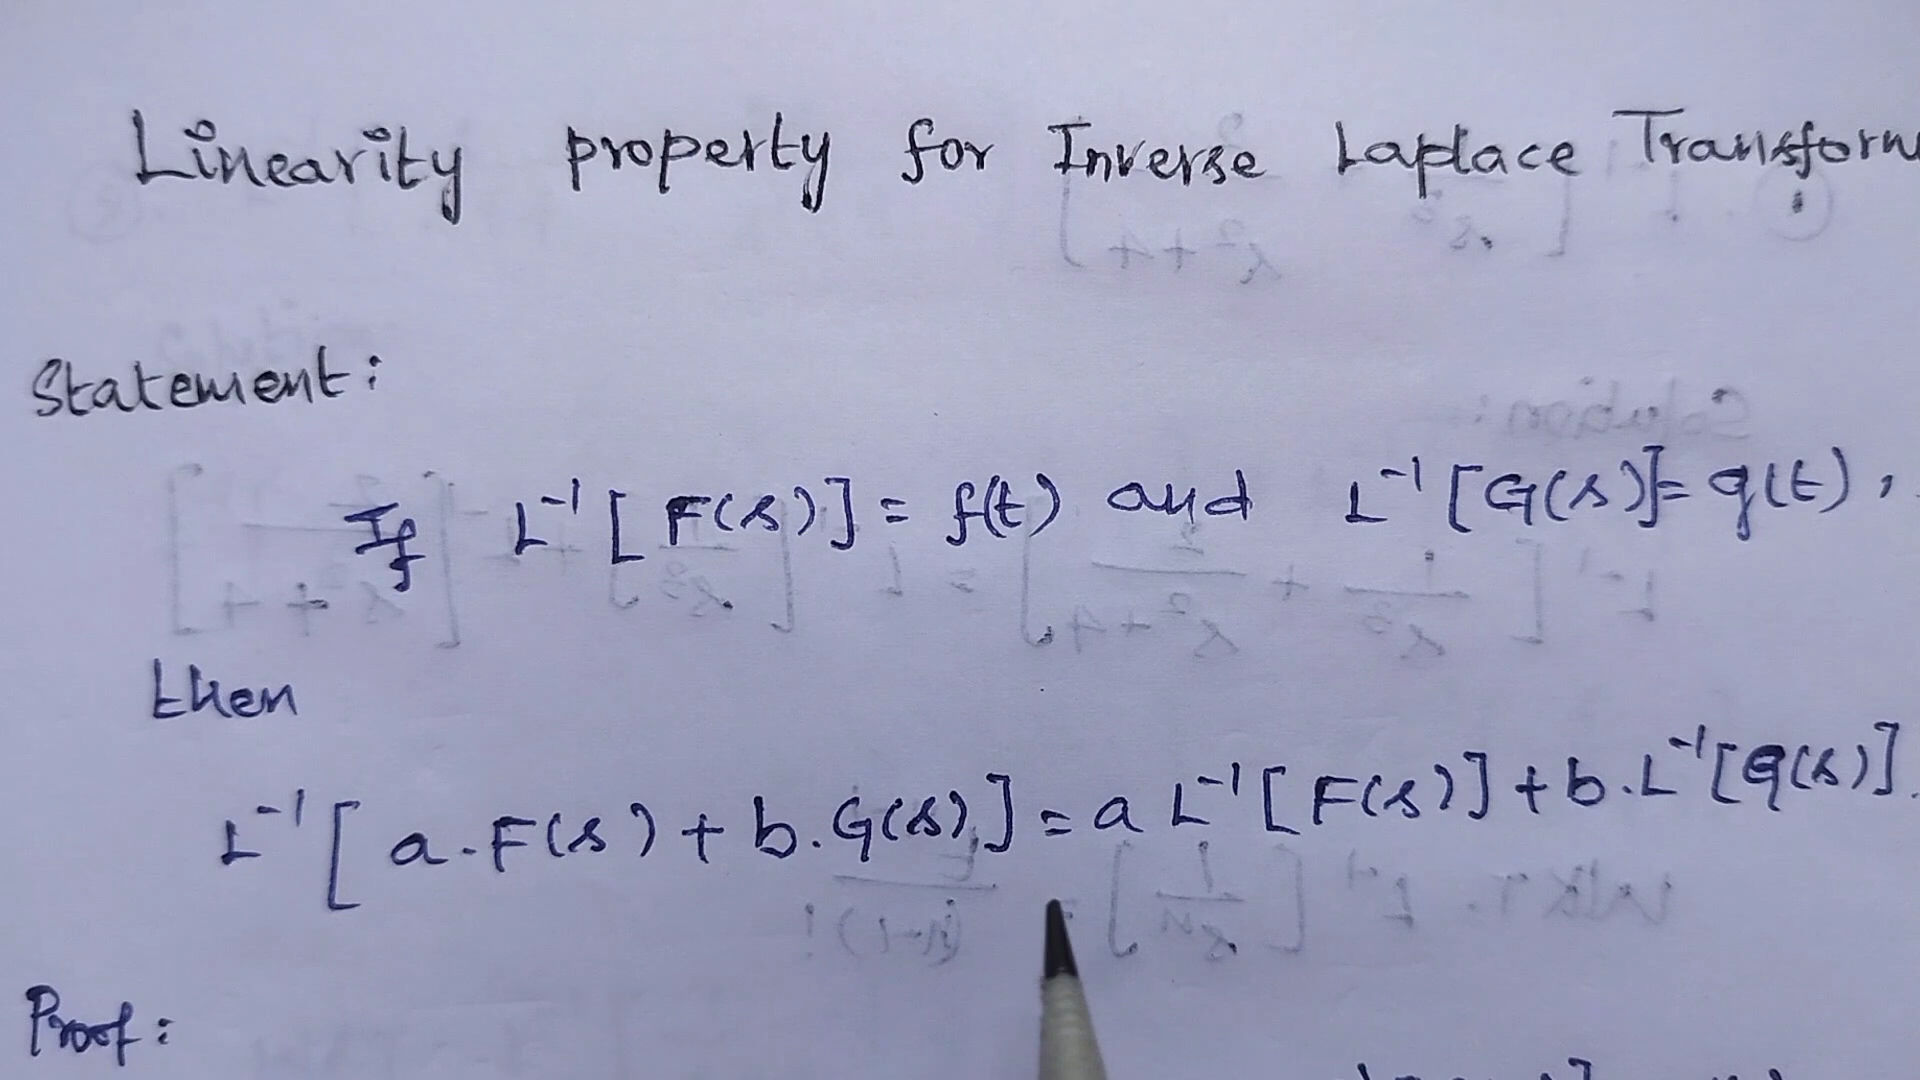 Linearity property for Inverse Laplace Transform
Statement:
If L⁻¹[F(s)] = f(t) and L⁻¹[G(s)] = g(t),
then
L⁻¹[a.F(s) + b.G(s)] = a L⁻¹[F(s)] + b.L⁻¹[G(s)].
Proof: